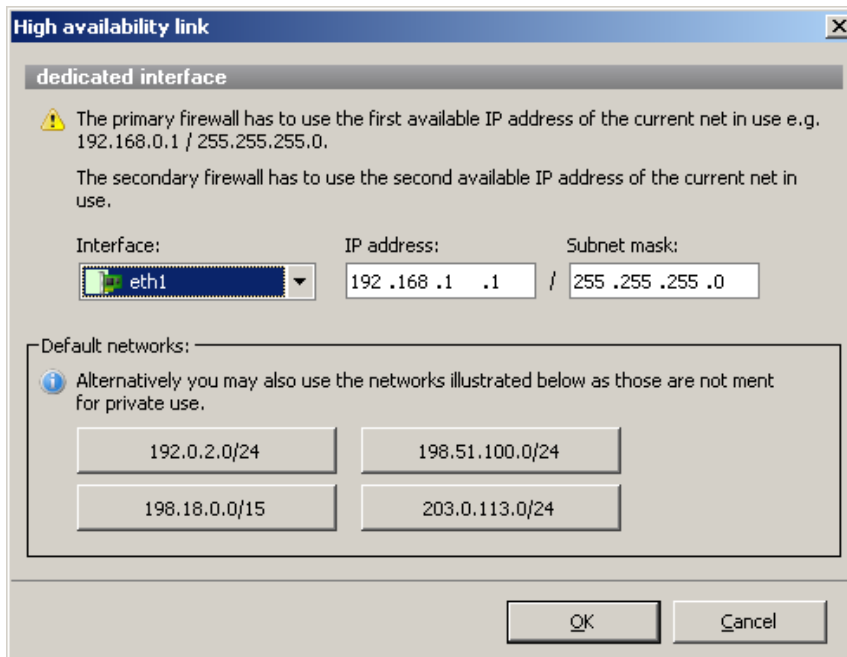 High availability link
dedicated interface
The primary firewall has to use the first available IP address of the current net in use e.g.
192.168.0.1 / 255.255.255.0.
The secondary firewall has to use the second available IP address of the current net in
use.
Interface: IP address: Subnet mask:
eth1 192 .168 .1 .1 / 255 .255 .255 .0
Default networks:
Alternatively you may also use the networks illustrated below as those are not ment
for private use.
192.0.2.0/24 198.51.100.0/24
198.18.0.0/15 203.0.113.0/24
OK Cancel